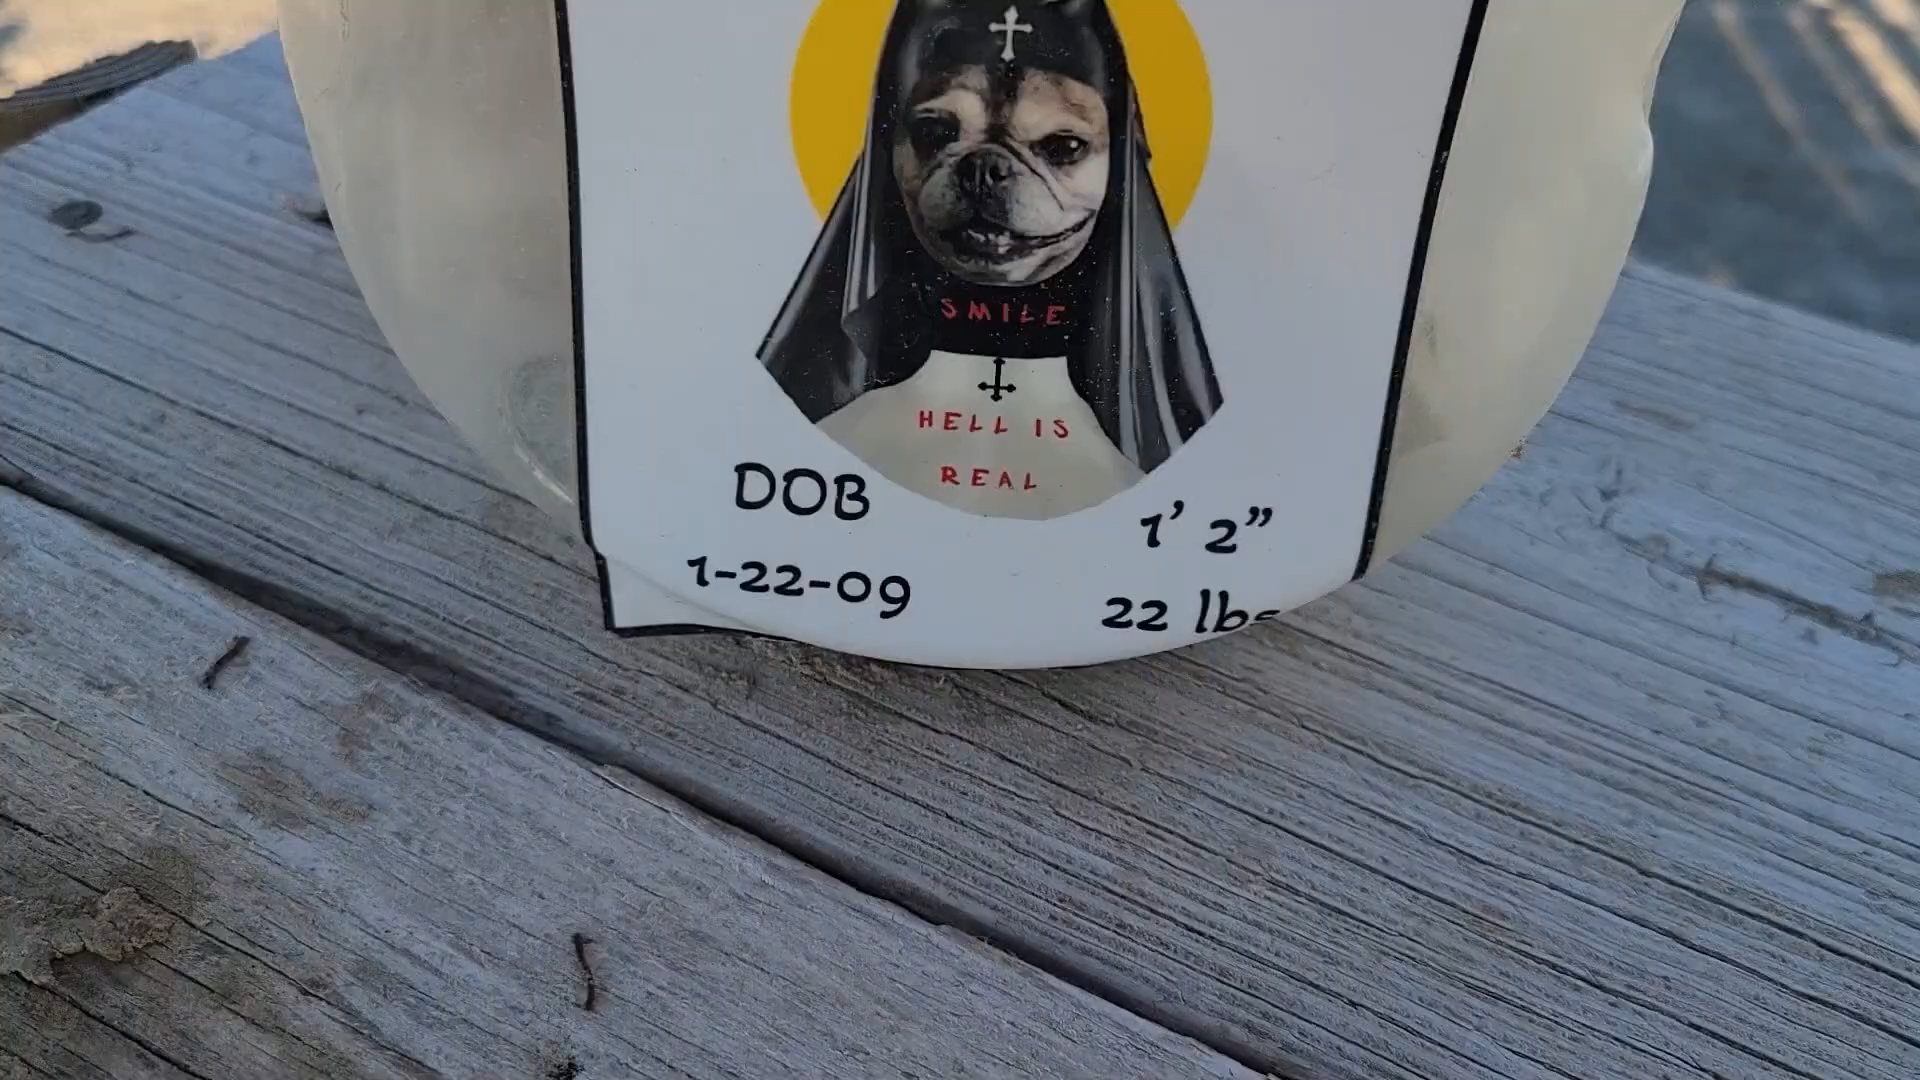 SMILE
HELL IS
REAL
DOB
1-22-09
1' 2”
22 lbs